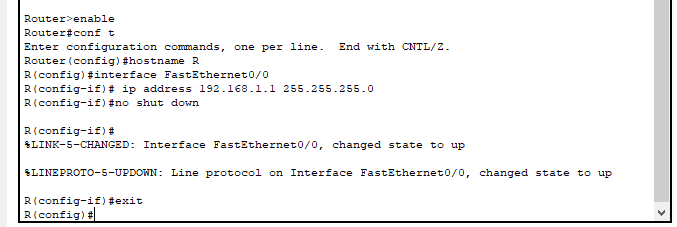 Router>enable
Router#conf t
Enter configuration commands, one per line.  End with CNTL/Z.
Router(config)#hostname R
R(config)#interface FastEthernet0/0
R(config-if)# ip address 192.168.1.1 255.255.255.0
R(config-if)#no shut down
R(config-if)#
%LINK-5-CHANGED: Interface FastEthernet0/0, changed state to up
%LINEPROTO-5-UPDOWN: Line protocol on Interface FastEthernet0/0, changed state to up
R(config-if)#exit
R(config)#